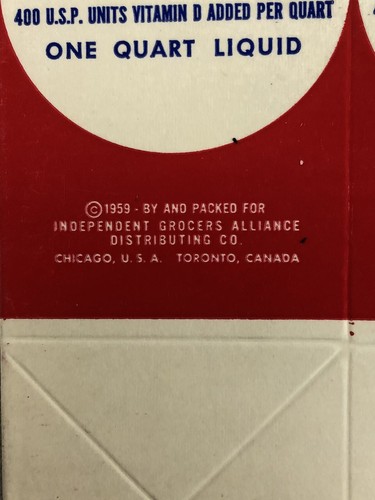 400 U.S.P. UNITS VITAMIN D ADDED PER QUART
ONE QUART LIQUID
©1959 - BY AND PACKED FOR
INDEPENDENT GROCERS ALLIANCE
DISTRIBUTING CO.
CHICAGO, U. S. A. TORONTO, CANADA